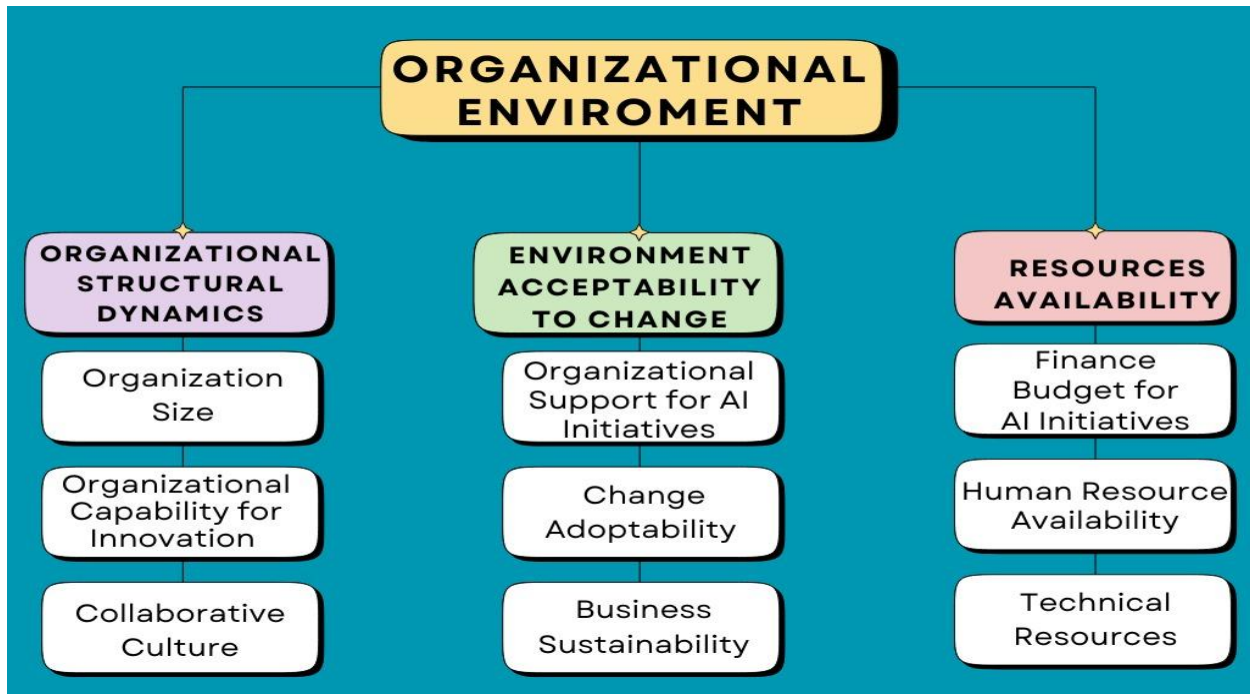 ORGANIZATIONAL
ENVIROMENT
ORGANIZATIONAL
STRUCTURAL
DYNAMICS
Organization
Size
Organizational
Capability for
Innovation
Collaborative
Culture
ENVIRONMENT
ACCEPTABILITY
TO CHANGE
Organizational
Support for AI
Initiatives
Change
Adoptability
Business
Sustainability
RESOURCES
AVAILABILITY
Finance
Budget for
AI Initiatives
Human Resource
Availability
Technical
Resources